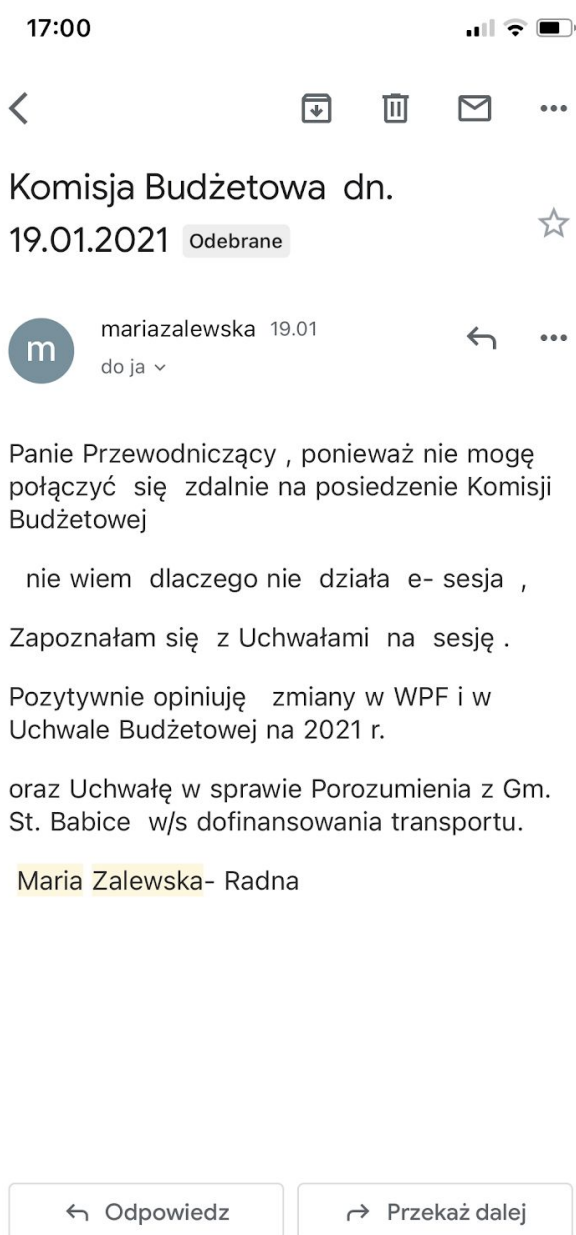 17:00
Komisja Budżetowa dn.
19.01.2021 Odebrane
m
mariazalewska 19.01
do ja
Panie Przewodniczący , ponieważ nie mogę
połączyć się zdalnie na posiedzenie Komisji
Budżetowej
nie wiem dlaczego nie działa e- sesja ,
Zapoznałam się z Uchwałami na sesję .
Pozytywnie opiniuję zmiany w WPF i w
Uchwale Budżetowej na 2021 r.
oraz Uchwałę w sprawie Porozumienia z Gm.
St. Babice w/s dofinansowania transportu.
Maria Zalewska- Radna
Odpowiedz
Przekaż dalej